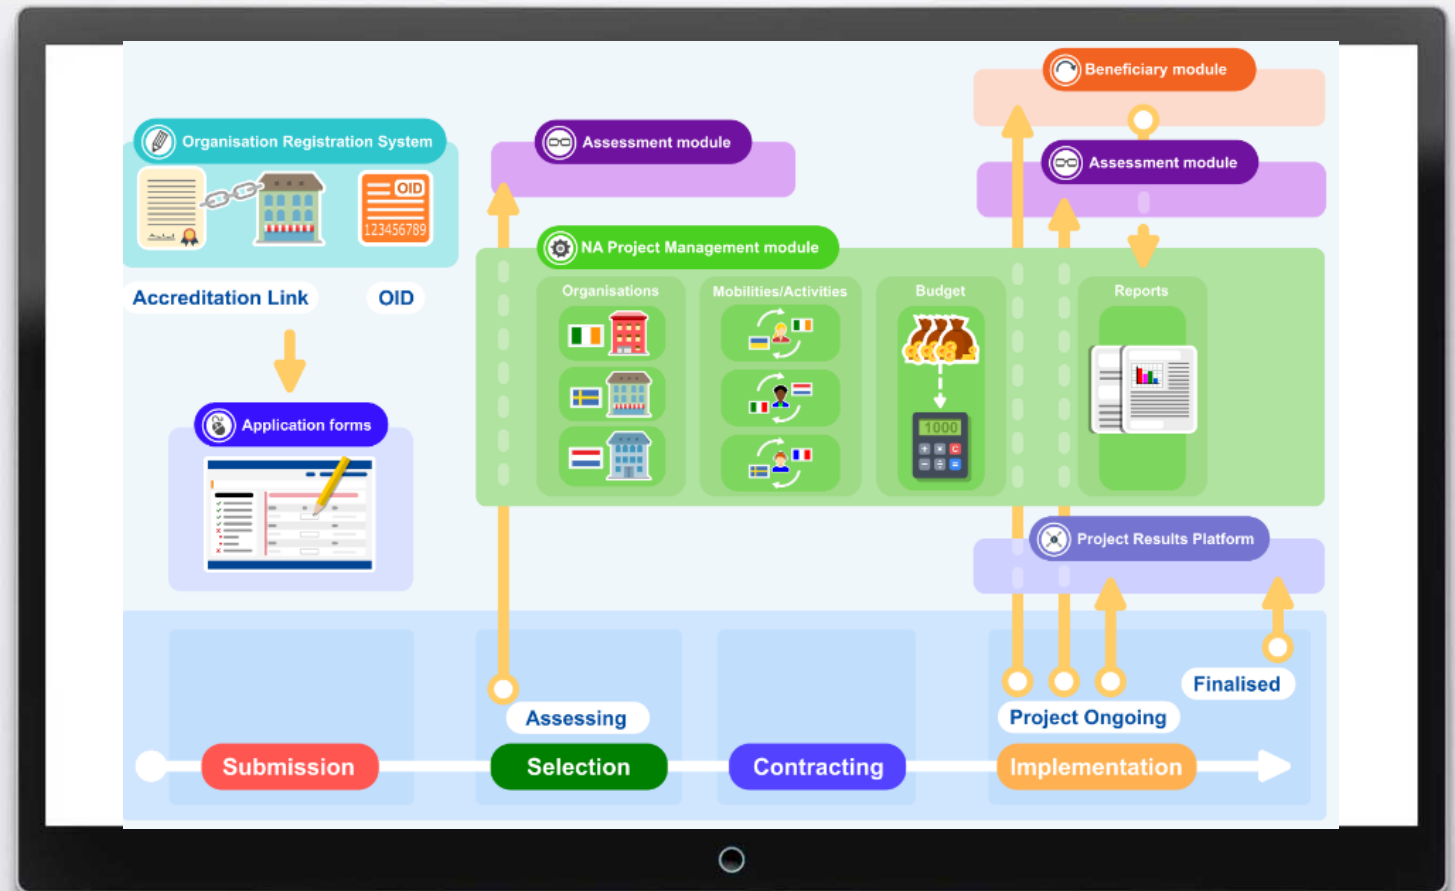 Beneficiary module
Organisation Registration System
Assessment module
Assessment module
OID
123456789
NA Project Management module
Accreditation Link
OID
Organisations
Mobilities/Activities
Budget
Reports
1000
Application forms
Project Results Platform
Finalised
Assessing
Project Ongoing
Submission
Selection
Contracting
Implementation